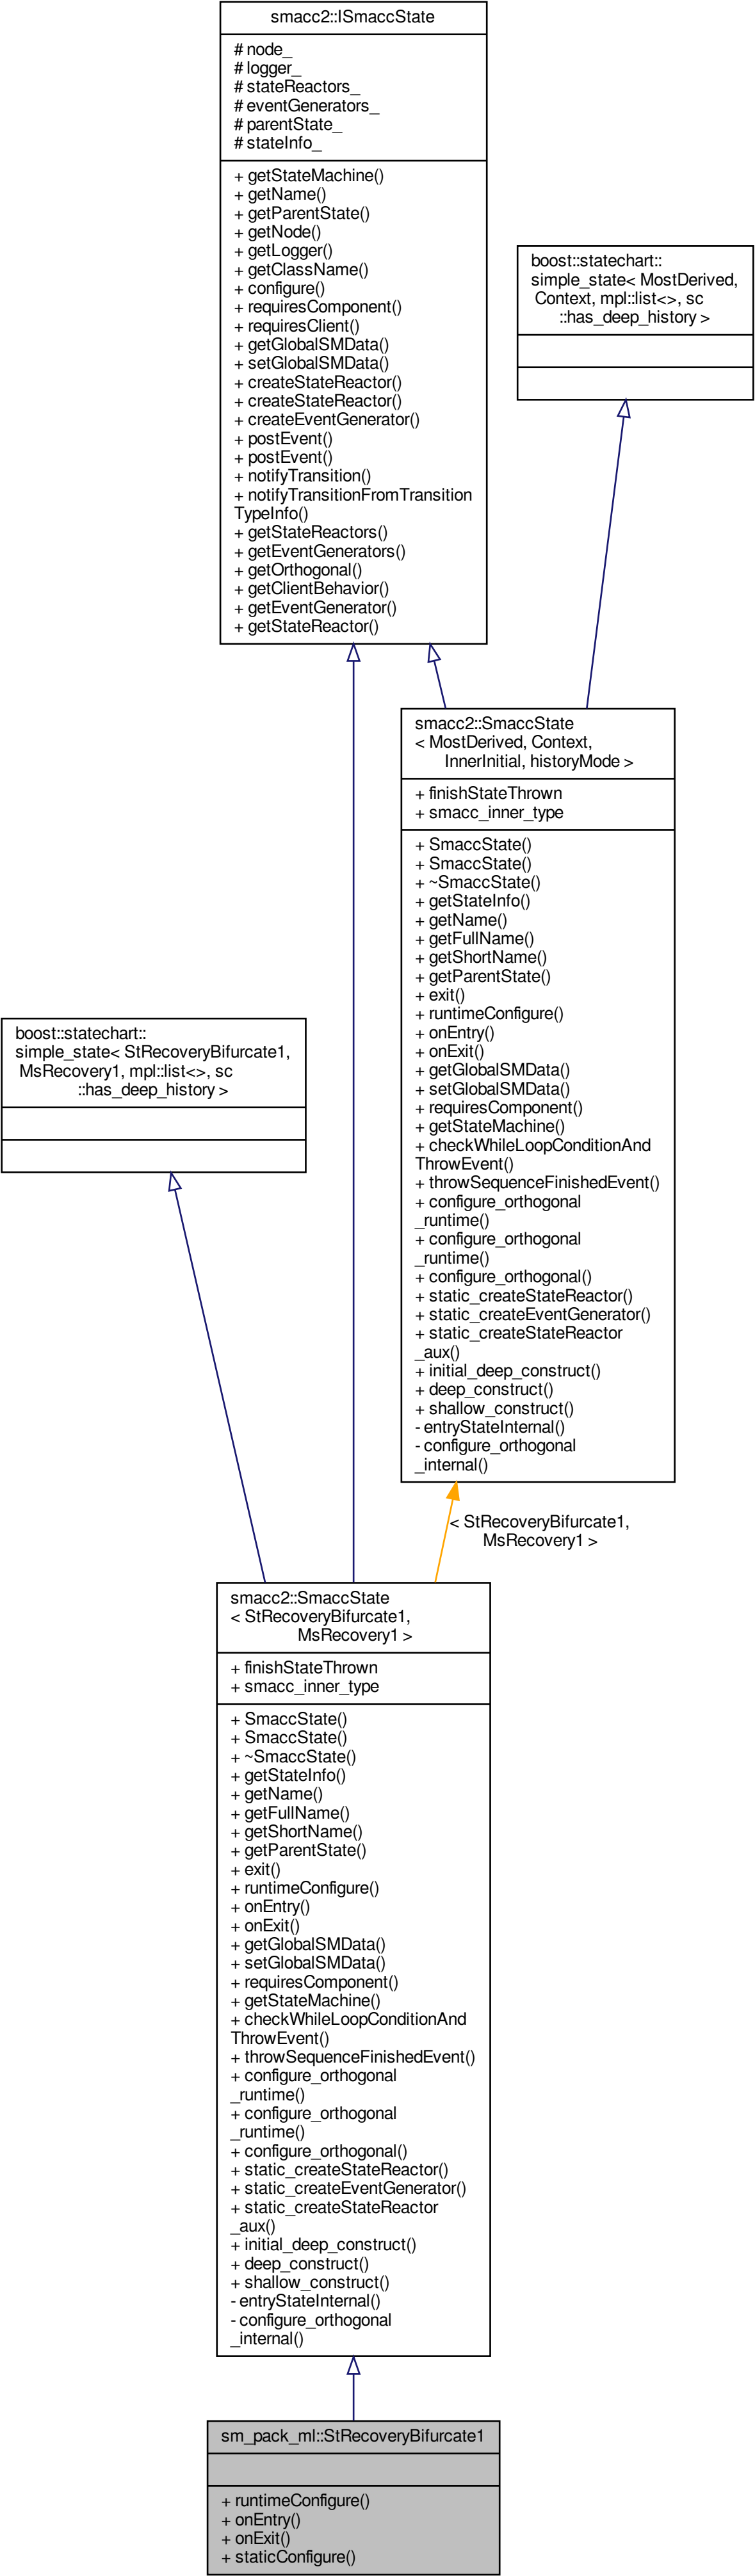 smacc2::ISmaccState
# node_
# logger_
# stateReactors_
# eventGenerators_
# parentState_
# stateInfo_
+ getStateMachine()
+ getName()
+ getParentState()
+ getNode()
+ getLogger()
+ getClassName()
+ configure()
+ requiresComponent()
+ requiresClient()
+ getGlobalSMData()
+ setGlobalSMData()
+ createStateReactor()
+ createStateReactor()
+ createEventGenerator()
+ postEvent()
+ postEvent()
+ notifyTransition()
+ notifyTransitionFromTransition
TypeInfo()
+ getStateReactors()
+ getEventGenerators()
+ getOrthogonal()
+ getClientBehavior()
+ getEventGenerator()
+ getStateReactor()
boost::statechart::
simple_state< MostDerived,
Context, mpl::list<>, sc
::has_deep_history >
smacc2::SmaccState
< MostDerived, Context,
InnerInitial, historyMode >
+ finishStateThrown
+ smacc_inner_type
+ SmaccState()
+ SmaccState()
+ ~SmaccState()
+ getStateInfo()
+ getName()
+ getFullName()
+ getShortName()
+ getParentState()
+ exit()
+ runtimeConfigure()
+ onEntry()
+ onExit()
+ getGlobalSMData()
+ setGlobalSMData()
+ requiresComponent()
+ getStateMachine()
+ checkWhileLoopConditionAnd
ThrowEvent()
+ throwSequenceFinishedEvent()
+ configure_orthogonal
_runtime()
+ configure_orthogonal
_runtime()
+ configure_orthogonal()
+ static_createStateReactor()
+ static_createEventGenerator()
+ static_createStateReactor
_aux()
+ initial_deep_construct()
+ deep_construct()
+ shallow_construct()
- entryStateInternal()
- configure_orthogonal
_internal()
boost::statechart::
simple_state< StRecoveryBifurcate1,
MsRecovery1, mpl::list<>, sc
::has_deep_history >
< StRecoveryBifurcate1,
MsRecovery1 >
smacc2::SmaccState
< StRecoveryBifurcate1,
MsRecovery1 >
+ finishStateThrown
+ smacc_inner_type
+ SmaccState()
+ SmaccState()
+ ~SmaccState()
+ getStateInfo()
+ getName()
+ getFullName()
+ getShortName()
+ getParentState()
+ exit()
+ runtimeConfigure()
+ onEntry()
+ onExit()
+ getGlobalSMData()
+ setGlobalSMData()
+ requiresComponent()
+ getStateMachine()
+ checkWhileLoopConditionAnd
ThrowEvent()
+ throwSequenceFinishedEvent()
+ configure_orthogonal
_runtime()
+ configure_orthogonal
_runtime()
+ configure_orthogonal()
+ static_createStateReactor()
+ static_createEventGenerator()
+ static_createStateReactor
_aux()
+ initial_deep_construct()
+ deep_construct()
+ shallow_construct()
- entryStateInternal()
- configure_orthogonal
_internal()
sm_pack_ml::StRecoveryBifurcate1
+ runtimeConfigure()
+ onEntry()
+ onExit()
+ staticConfigure()